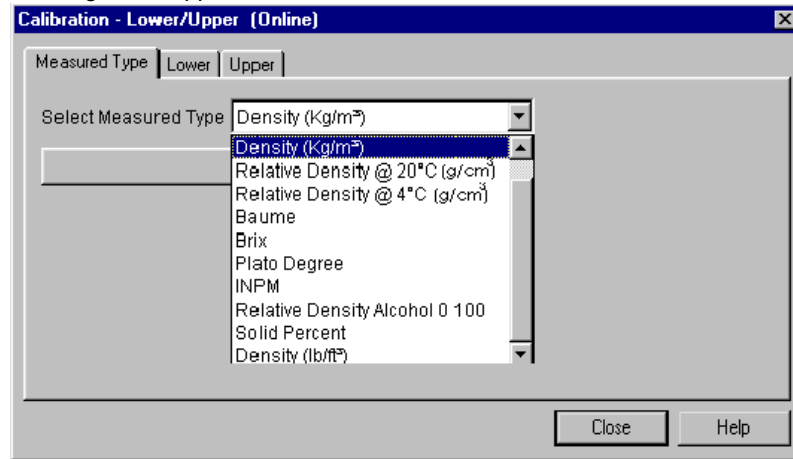 Calibration - Lower/Upper (Online)
Measured Type Lower Upper
Select Measured Type Density (Kg/m³)
Density (Kg/m³)
Relative Density @ 20°C (g/cm³)
Relative Density @ 4°C (g/cm³)
Baume
Brix
Plato Degree
INPM
Relative Density Alcohol 0 100
Solid Percent
Density (lb/ft³)
Close Help